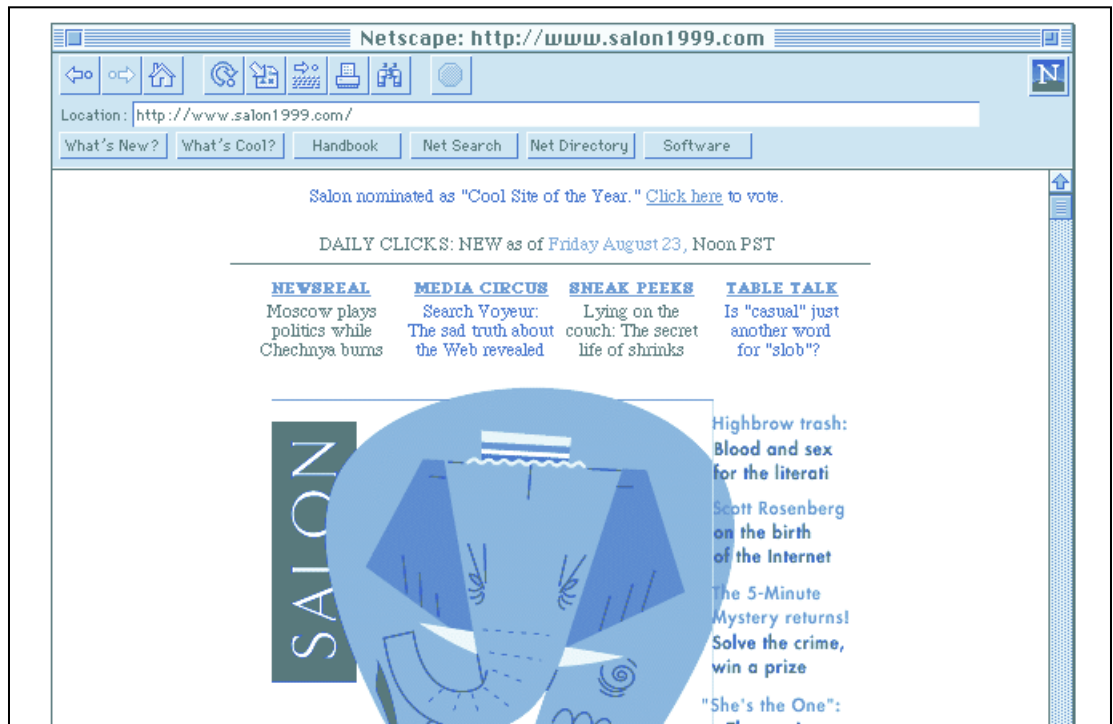 Netscape: http://www.salon1999.com
N
Location: http://www.salon1999.com/
What's New? What's Cool? Handbook Net Search Net Directory Software
Salon nominated as "Cool Site of the Year." Click here to vote.
DAILY CLICKS: NEW as of Friday August 23, Noon PST
NEWSREAL
Moscow plays
politics while
Chechnya burns
MEDIA CIRCUS
Search Voyeur:
The sad truth about
the Web revealed
SNEAK PEEKS
Lying on the
couch: The secret
life of shrinks
TABLE TALK
Is "casual" just
another word
for "slob"?
SALON
Highbrow trash:
Blood and sex
for the literati
Scott Rosenberg
on the birth
of the Internet
The 5-Minute
Mystery returns!
Solve the crime,
win a prize
"She's the One":